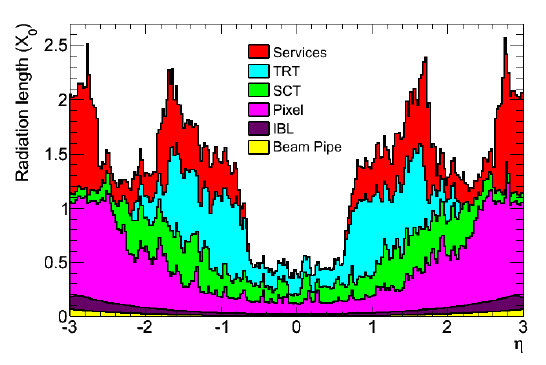 Radiation length (X0)
2.5
2
1.5
1
0.5
0
Services
TRT
SCT
Pixel
IBL
Beam Pipe
-3 -2 -1 0 1 2 3
η